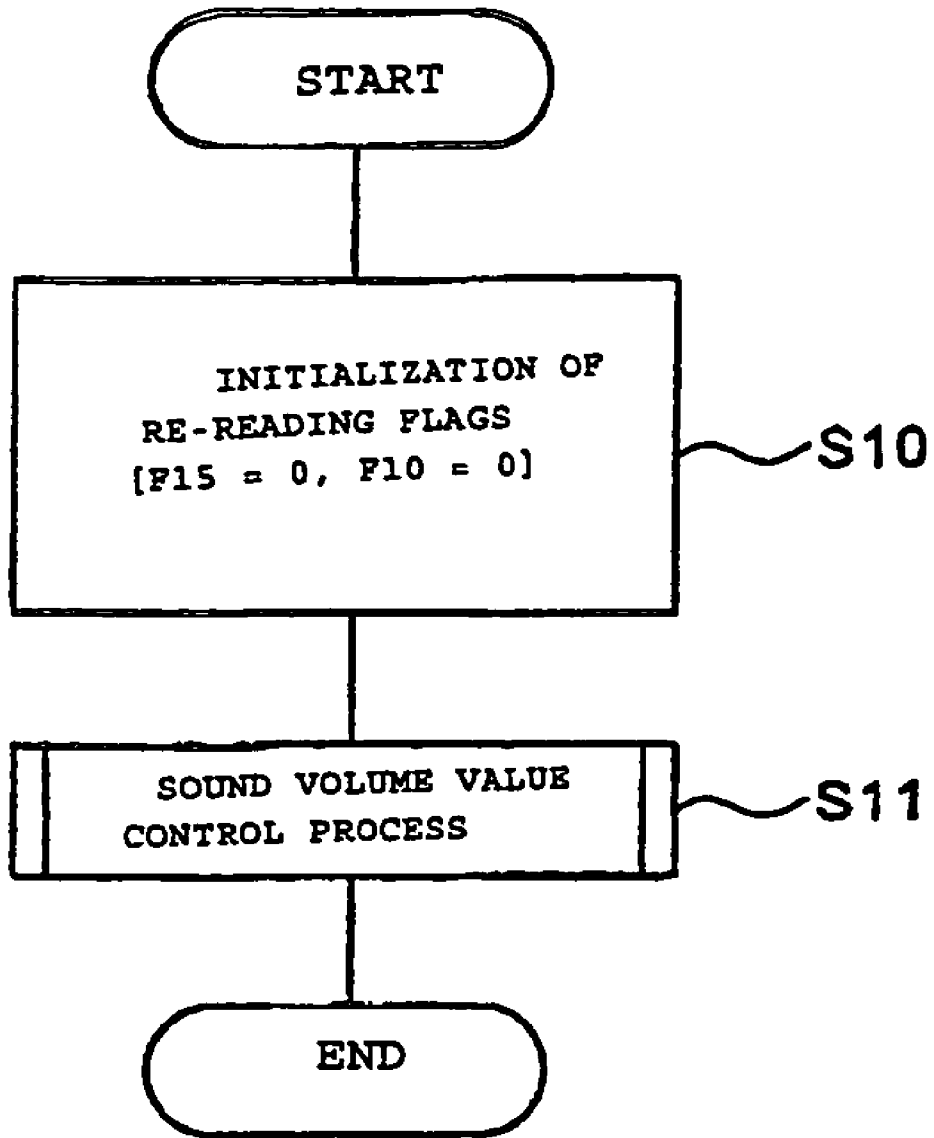 START
INITIALIZATION OF
RE-READING FLAGS
[F15 = 0, F10 = 0]
S10
SOUND VOLUME VALUE
CONTROL PROCESS
S11
END